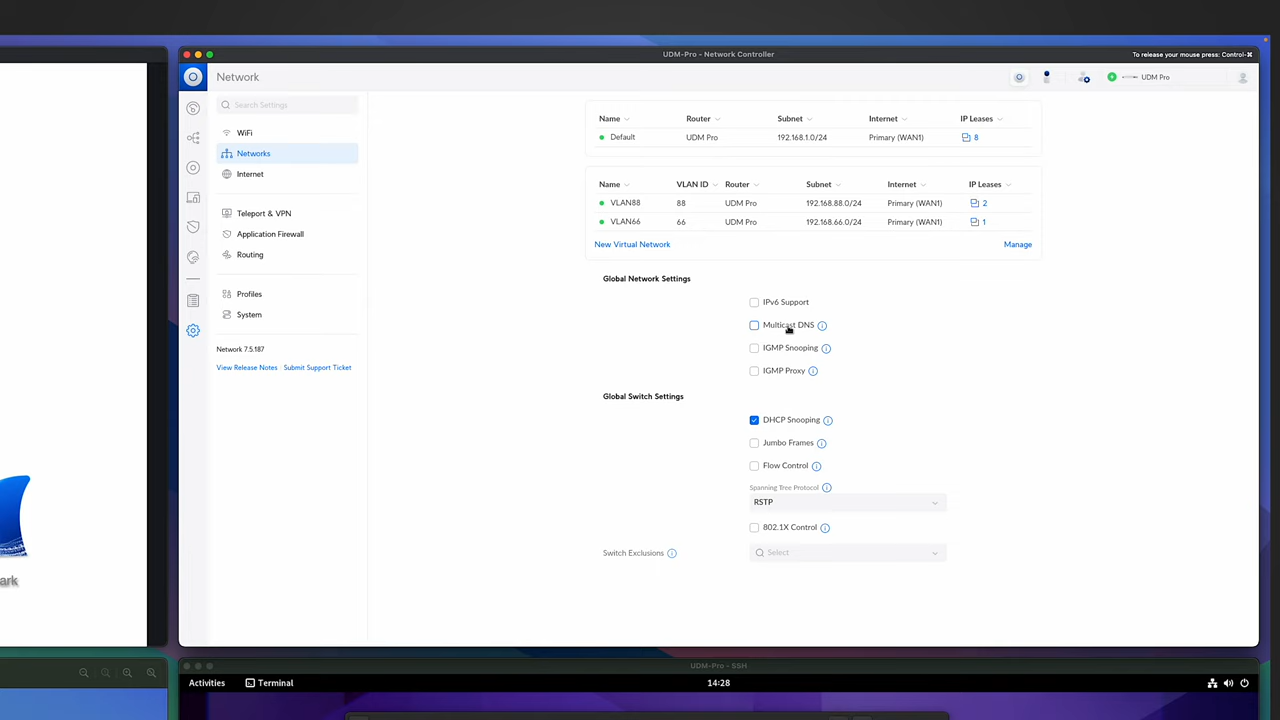 UDM-Pro - Network Controller
To release your mouse press: Control-⌘
Network
UDM Pro
Search Settings
WiFi
Networks
Internet
Teleport & VPN
Application Firewall
Routing
Profiles
System
Network 7.5.187
View Release Notes Submit Support Ticket
Name Router Subnet Internet IP Leases
Default UDM Pro 192.168.1.0/24 Primary (WAN1) 8
Name VLAN ID Router Subnet Internet IP Leases
VLAN88 88 UDM Pro 192.168.88.0/24 Primary (WAN1) 2
VLAN66 66 UDM Pro 192.168.66.0/24 Primary (WAN1) 1
New Virtual Network Manage
Global Network Settings
IPv6 Support
Multicast DNS
IGMP Snooping
IGMP Proxy
Global Switch Settings
DHCP Snooping
Jumbo Frames
Flow Control
Spanning Tree Protocol
RSTP
802.1X Control
Switch Exclusions Select
ark
UDM-Pro - SSH
Activities Terminal 14:28